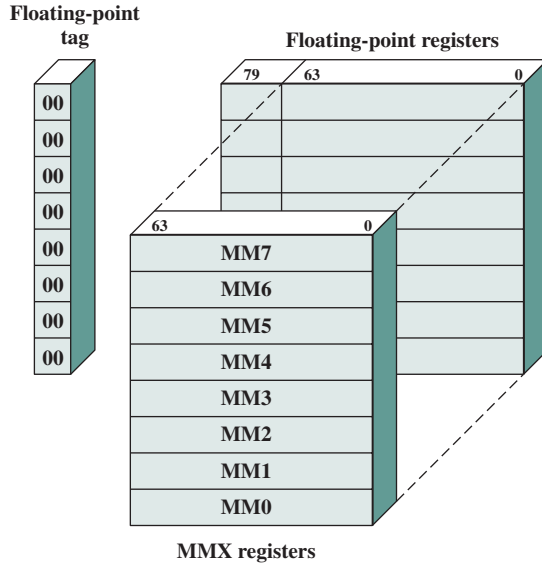 Floating-point
tag
Floating-point registers
79 63 0
00
00
00
00
00
00
00
00
63 0
MM7
MM6
MM5
MM4
MM3
MM2
MM1
MM0
MMX registers